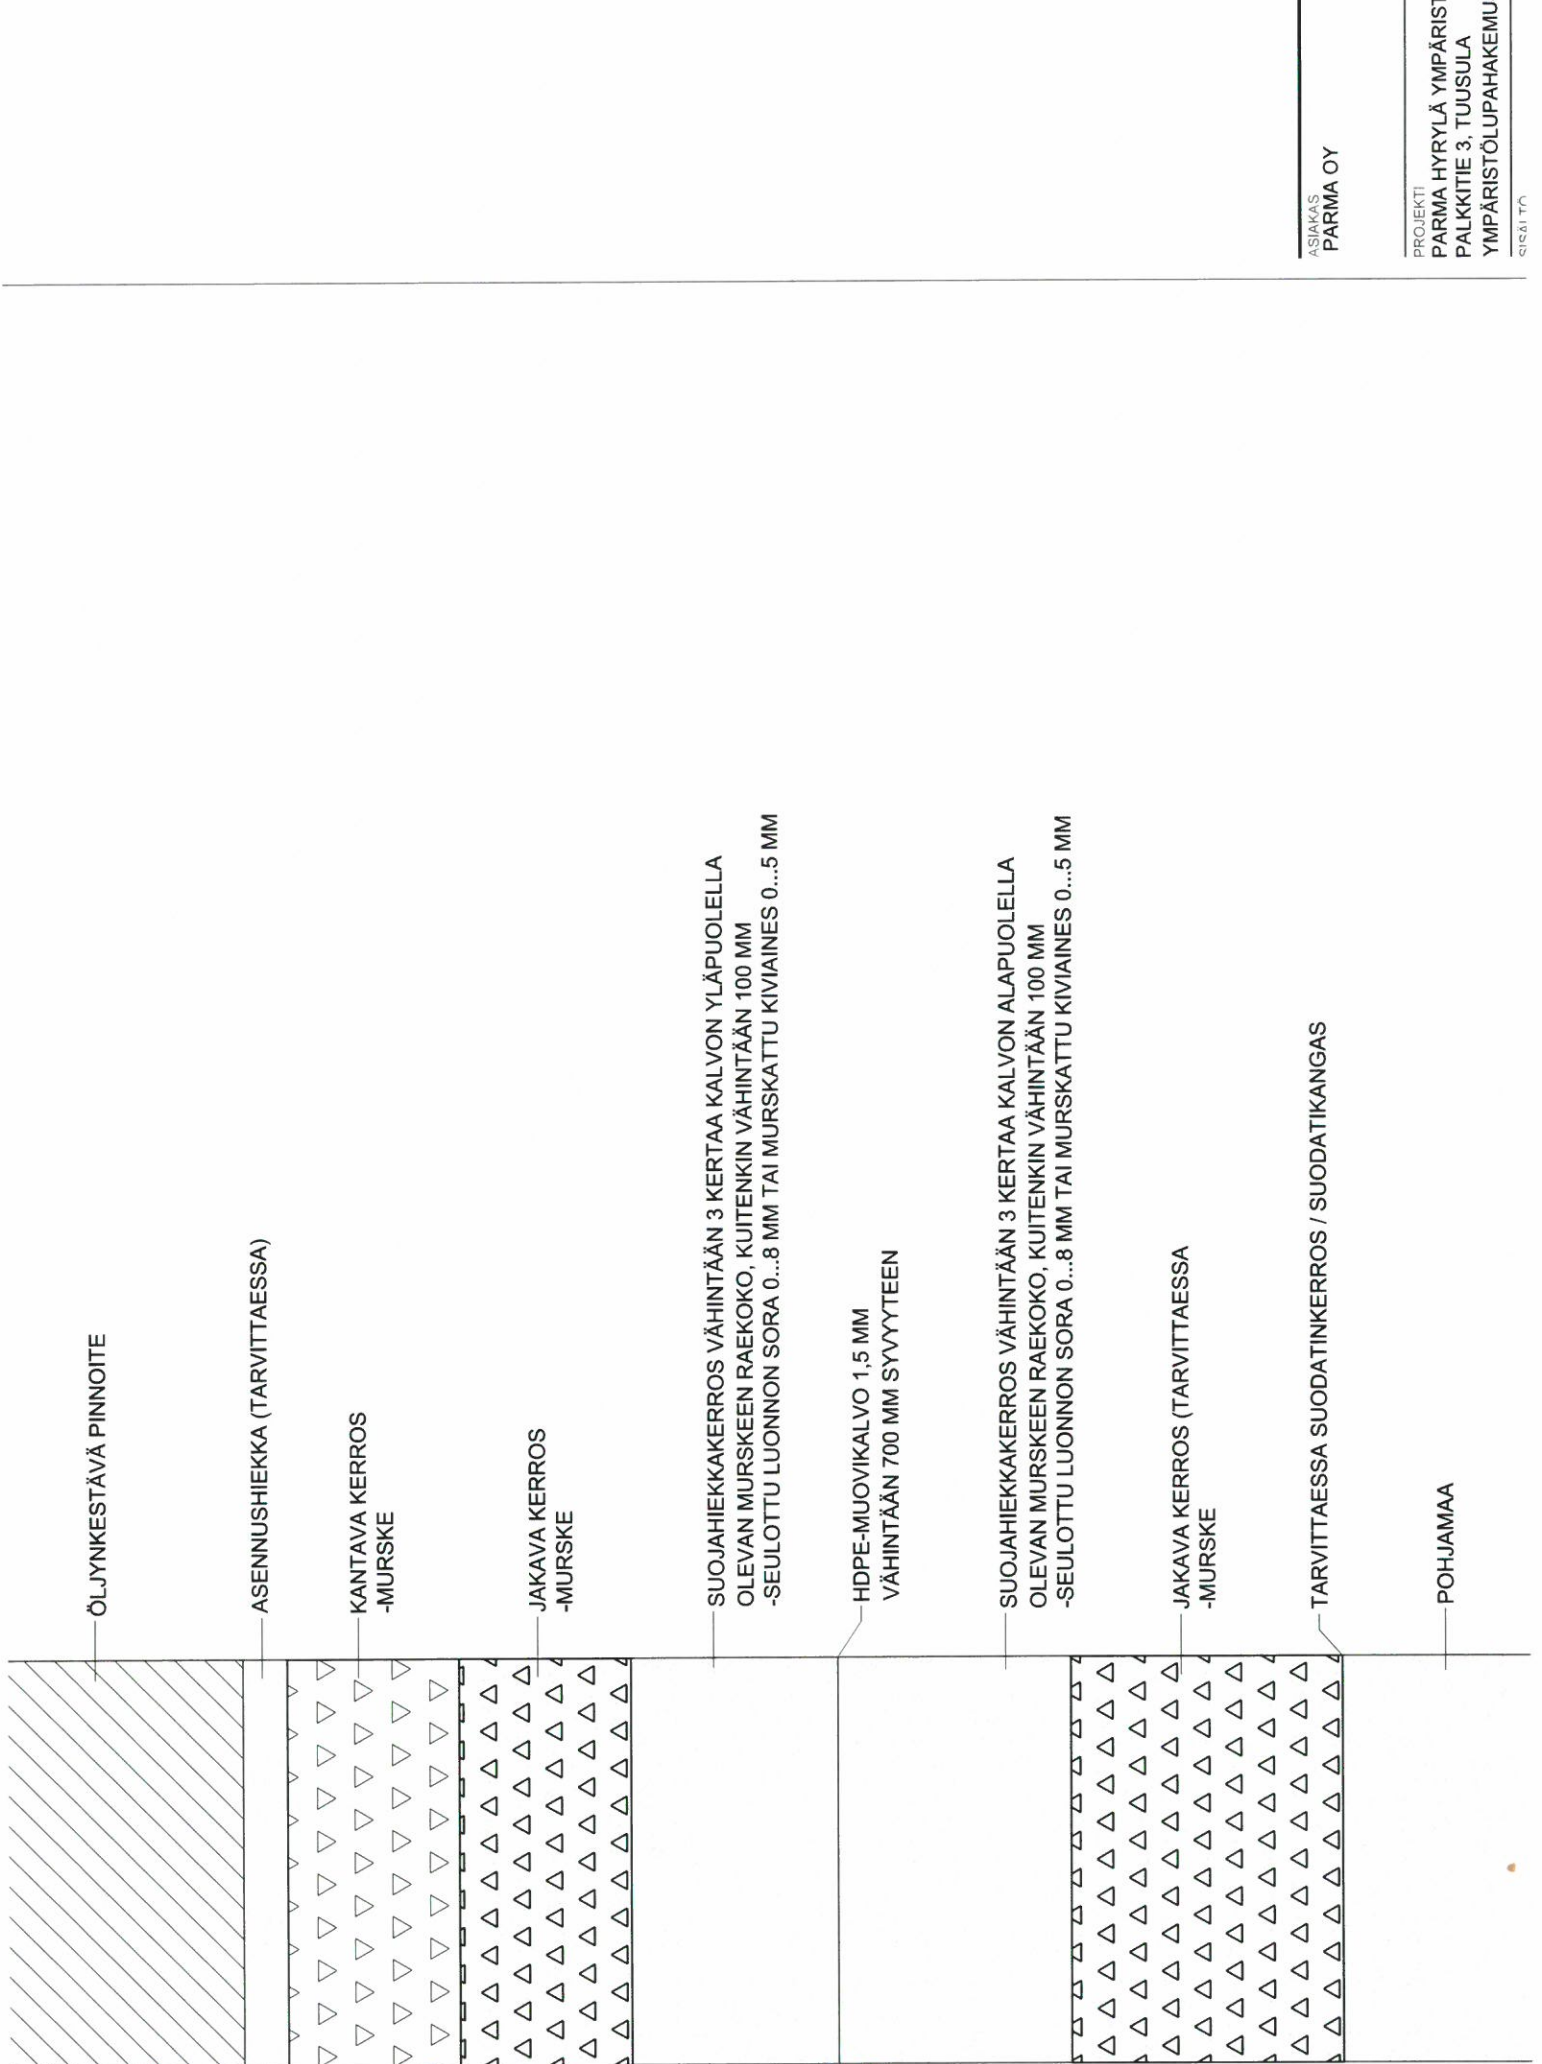 ÖLJYNKESTÄVÄ PINNOITE
ASENNUSHIEKKA (TARVITTAESSA)
KANTAVA KERROS
-MURSKE
JAKAVA KERROS
-MURSKE
SUOJAHIEKKAKERROS VÄHINTÄÄN 3 KERTAA KALVON YLÄPUOLELLA
OLEVAN MURSKEEN RAEKOKO, KUITENKIN VÄHINTÄÄN 100 MM
-SEULOTTU LUONNON SORA 0...8 MM TAI MURSKATTU KIVIAINES 0...5 MM
HDPE-MUOVIKALVO 1,5 MM
VÄHINTÄÄN 700 MM SYVYYTEEN
SUOJAHIEKKAKERROS VÄHINTÄÄN 3 KERTAA KALVON ALAPUOLELLA
OLEVAN MURSKEEN RAEKOKO, KUITENKIN VÄHINTÄÄN 100 MM
-SEULOTTU LUONNON SORA 0...8 MM TAI MURSKATTU KIVIAINES 0...5 MM
JAKAVA KERROS (TARVITTAESSA
-MURSKE
TARVITTAESSA SUODATINKERROS / SUODATIKANGAS
POHJAMAA
ASIAKAS
PARMA OY
PROJEKTI
PARMA HYRYLÄ YMPÄRIST
PALKKITIE 3, TUUSULA
YMPÄRISTÖLUPAHAKEMU